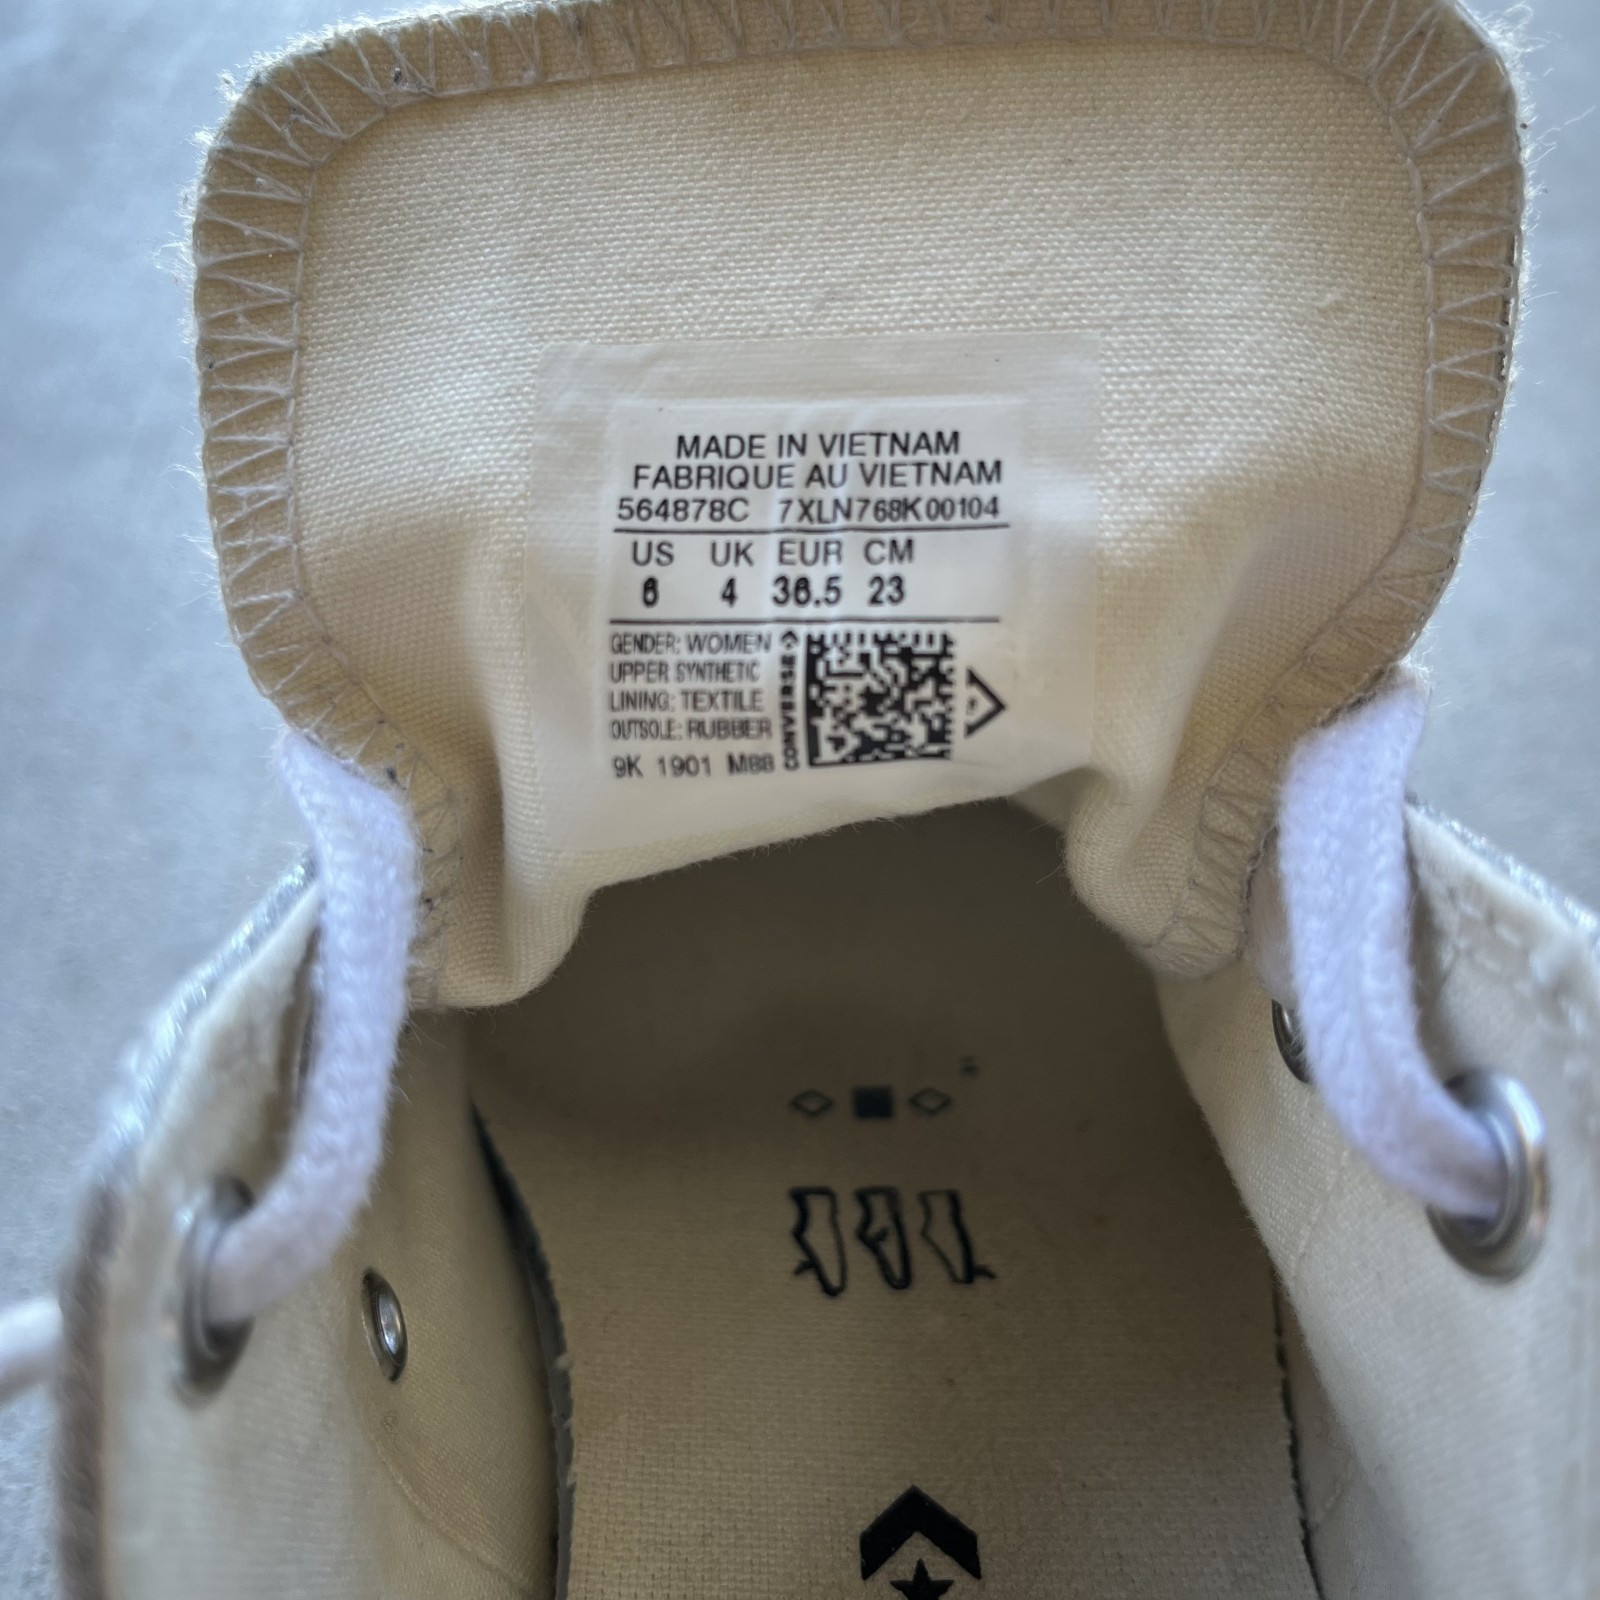 MADE IN VIETNAM
FABRIQUE AU VIETNAM
564878C 7XLN768K00104
US UK EUR CM
6 4 36.5 23
GENDER: WOMEN
UPPER SYNTHETIC
LINING: TEXTILE
OUTSOLE: RUBBER
9K 1901 M88
CONVERSE